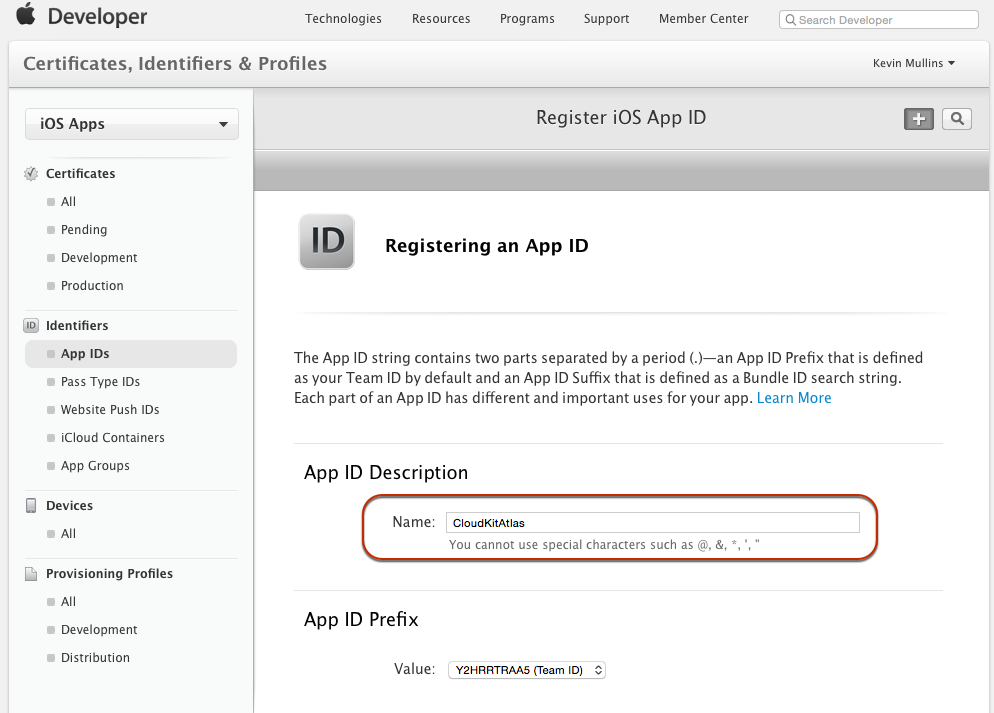 Developer
Technologies Resources Programs Support Member Center
Search Developer
Certificates, Identifiers & Profiles
Kevin Mullins
iOS Apps
Certificates
All
Pending
Development
Production
ID Identifiers
App IDs
Pass Type IDs
Website Push IDs
iCloud Containers
App Groups
Devices
All
Provisioning Profiles
All
Development
Distribution
Register iOS App ID
ID
Registering an App ID
The App ID string contains two parts separated by a period (.)—an App ID Prefix that is defined
as your Team ID by default and an App ID Suffix that is defined as a Bundle ID search string.
Each part of an App ID has different and important uses for your app. Learn More
App ID Description
Name: CloudKitAtlas
You cannot use special characters such as @, &, *, ', "
App ID Prefix
Value: Y2HRRTRAA5 (Team ID)